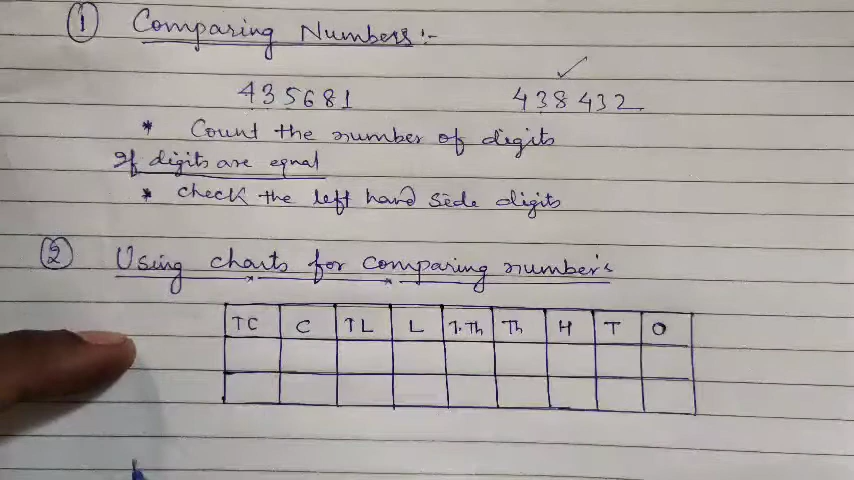 ① Comparing Numbers :-
435681 438432
* Count the number of digits
If digits are equal
* check the left hand side digits
② Using charts for comparing number's
TC C TL L T.Th Th H T O